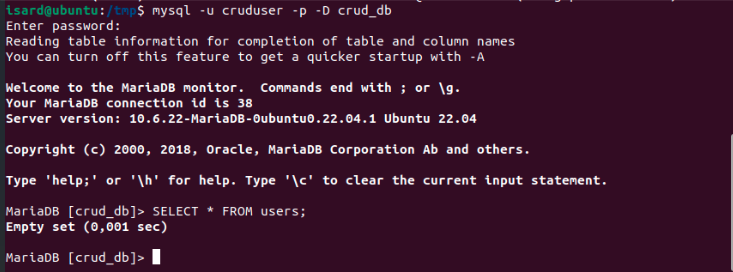 isard@ubuntu:/tmp$ mysql -u cruduser -p -D crud_db
Enter password:
Reading table information for completion of table and column names
You can turn off this feature to get a quicker startup with -A
Welcome to the MariaDB monitor.  Commands end with ; or \g.
Your MariaDB connection id is 38
Server version: 10.6.22-MariaDB-0ubuntu0.22.04.1 Ubuntu 22.04
Copyright (c) 2000, 2018, Oracle, MariaDB Corporation Ab and others.
Type 'help;' or '\h' for help. Type '\c' to clear the current input statement.
MariaDB [crud_db]> SELECT * FROM users;
Empty set (0,001 sec)
MariaDB [crud_db]>